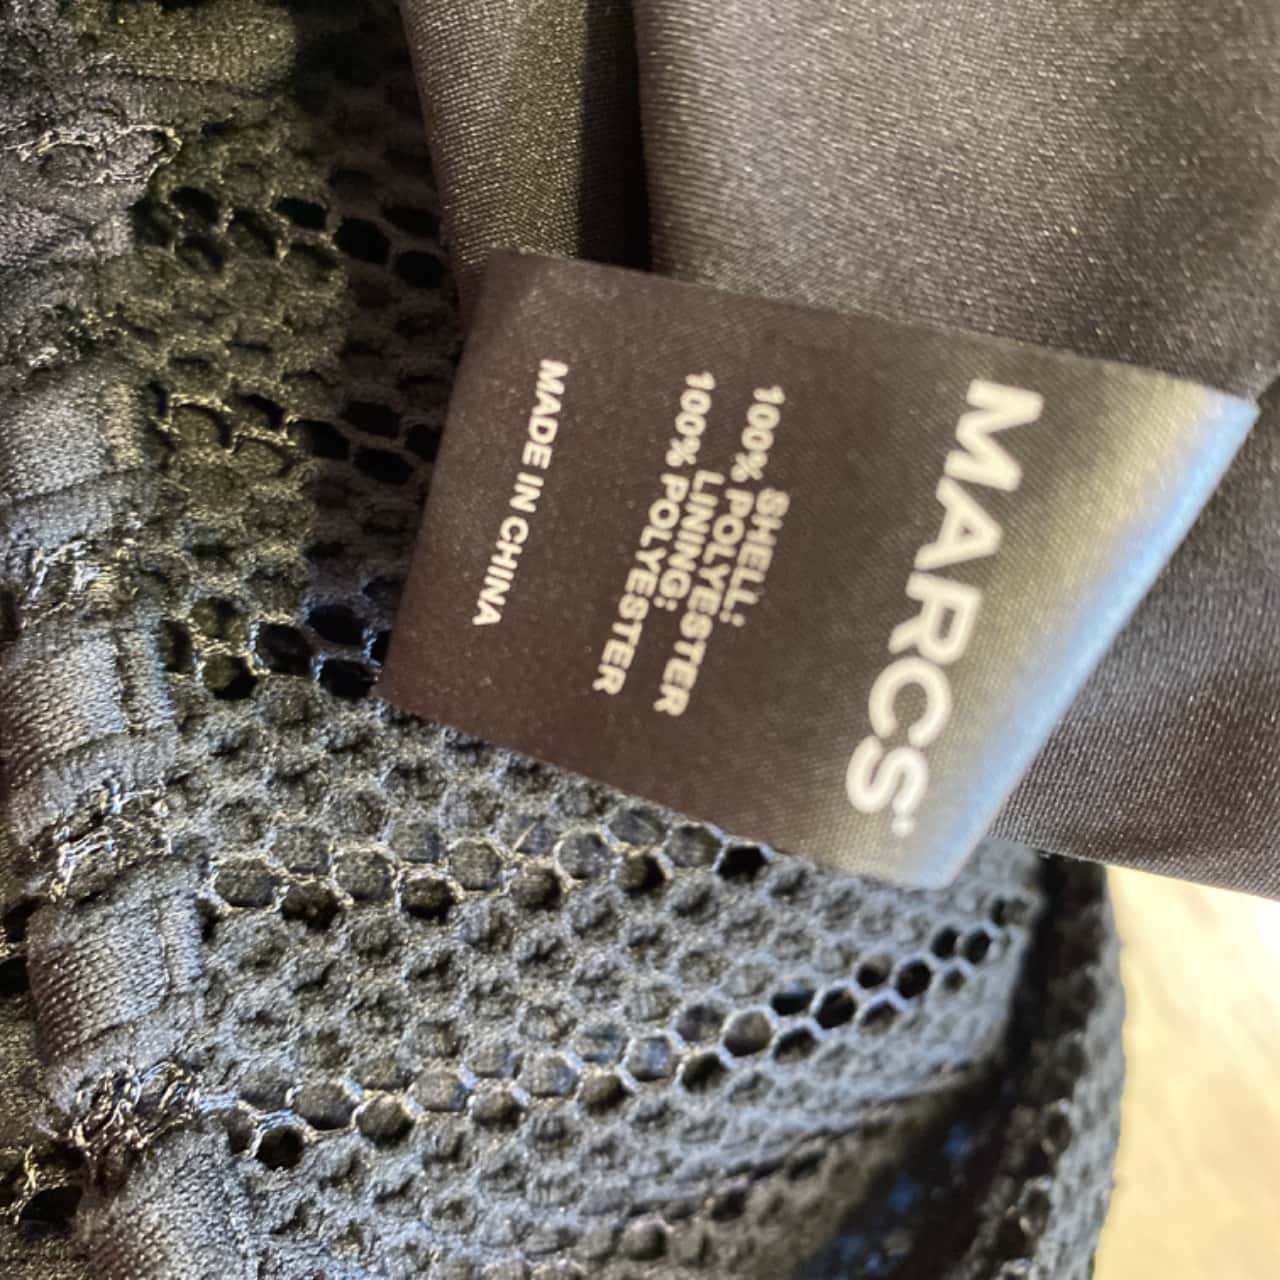 MARCS
SHELL:
100% POLYESTER
LINING:
100% POLYESTER
MADE IN CHINA